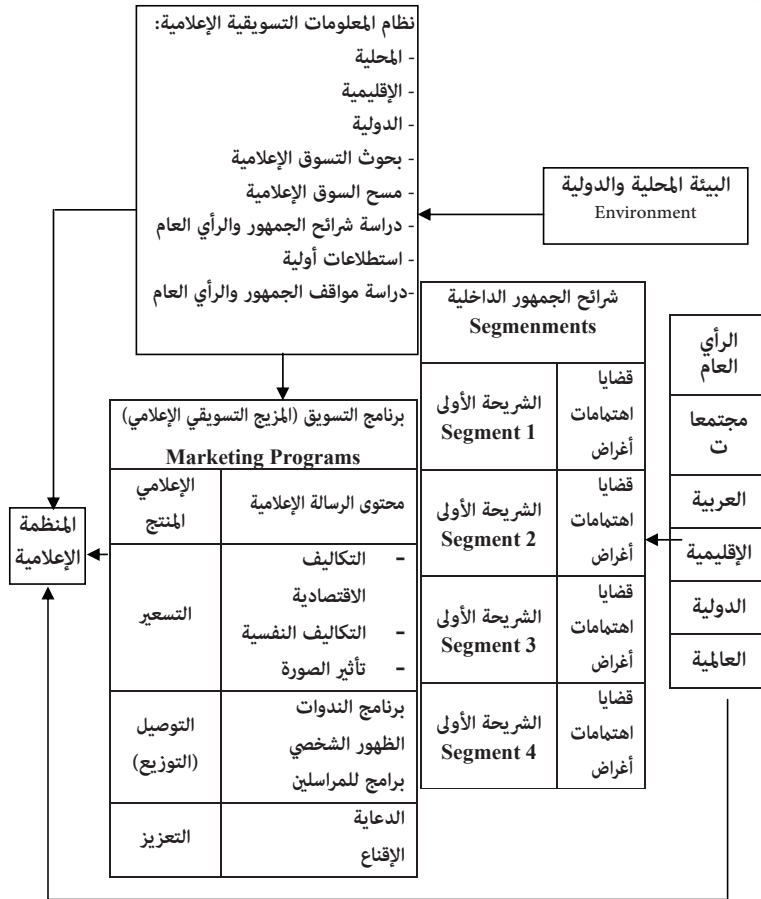 نظام المعلومات التسويقية الإعلامية:
- المحلية
- الإقليمية
- الدولية
- بحوث التسوق الإعلامية
- مسح السوق الإعلامية
- دراسة شرائح الجمهور والرأي العام
- استطلاعات أولية
-دراسة مواقف الجمهور والرأي العام
البيئة المحلية والدولية
Environment
شرائح الجمهور الداخلية
Segmenments
قضايا
اهتمامات
أغراض
الشريحة الأولى
Segment 1
قضايا
اهتمامات
أغراض
الشريحة الأولى
Segment 2
قضايا
اهتمامات
أغراض
الشريحة الأولى
Segment 3
قضايا
اهتمامات
أغراض
الشريحة الأولى
Segment 4
الرأي
العام
مجتمعا
ت
العربية
الإقليمية
الدولية
العالمية
برنامج التسويق (المزيج التسويقي الإعلامي)
Marketing Programs
محتوى الرسالة الإعلامية
الإعلامي
المنتج
- التكاليف
الاقتصادية
- التكاليف النفسية
- تأثير الصورة
التسعير
برنامج الندوات
الظهور الشخصي
برامج للمراسلين
التوصيل
(التوزيع)
الدعاية
الإقناع
التعزيز
المنظمة
الإعلامية